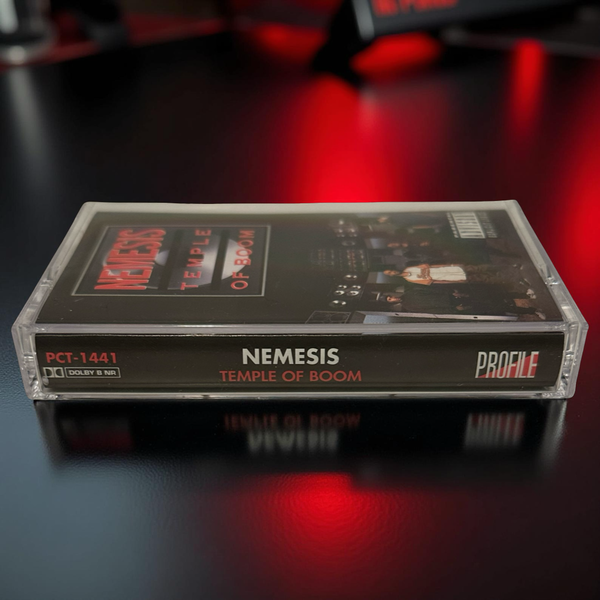 NEMESIS
TEMPLE
OF BOOM
PCT-1441
DOLBY B NR
NEMESIS
TEMPLE OF BOOM
PROFILE